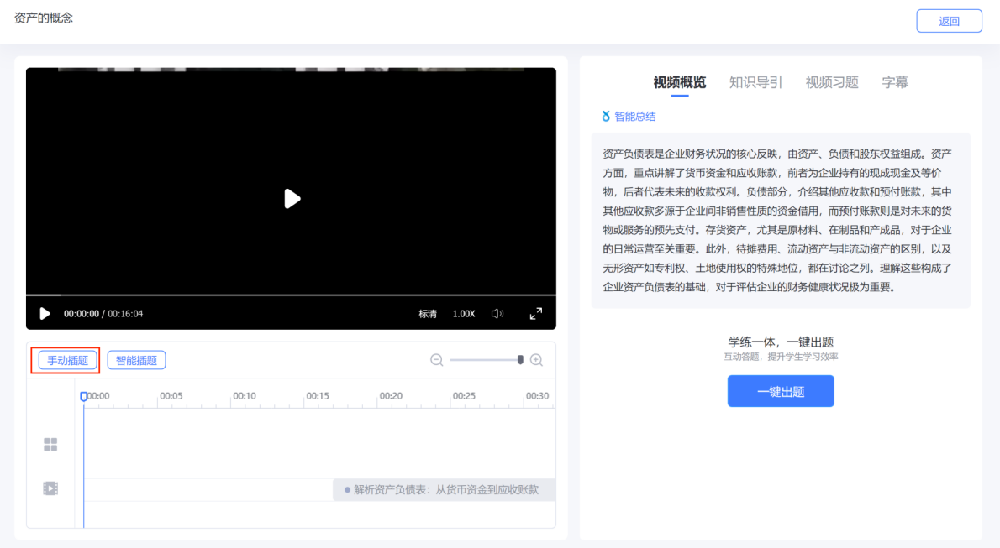 资产的概念
返回
00:00:00 / 00:16:04
标清
1.00X
手动插题
智能插题
00:00
00:05
00:10
00:15
00:20
00:25
00:30
解析资产负债表：从货币资金到应收账款
视频概览
知识导引
视频习题
字幕
智能总结
资产负债表是企业财务状况的核心反映，由资产、负债和股东权益组成。资产
方面，重点讲解了货币资金和应收账款，前者为企业持有的现成现金及等价
物，后者代表未来的收款权利。负债部分，介绍其他应收款和预付账款，其中
其他应收款多源于企业间非销售性质的资金借用，而预付账款则是对未来的货
物或服务的预先支付。存货资产，尤其是原材料、在制品和产成品，对于企业
的日常运营至关重要。此外，待摊费用、流动资产与非流动资产的区别，以及
无形资产如专利权、土地使用权的特殊地位，都在讨论之列。理解这些构成了
企业资产负债表的基础，对于评估企业的财务健康状况极为重要。
学练一体，一键出题
互动答题，提升学生学习效率
一键出题